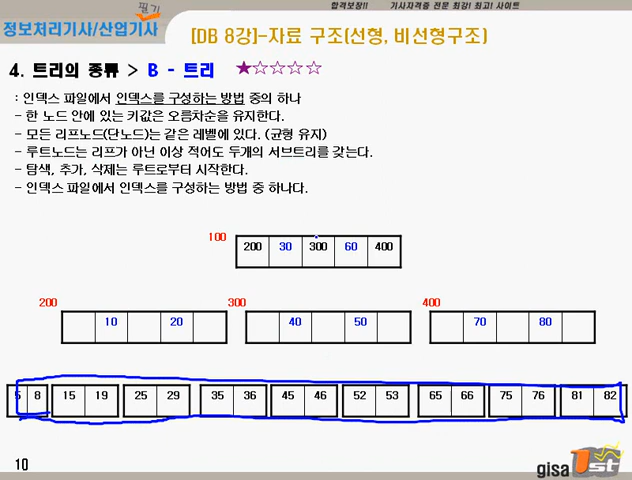 합격보장!! 기사자격증 전문 최강! 최고! 사이트
필기
정보처리기사/산업기사
[DB 8강]-자료 구조(선형, 비선형구조)
4. 트리의 종류 > B - 트리 ★☆☆☆☆
: 인덱스 파일에서 인덱스를 구성하는 방법 중의 하나
- 한 노드 안에 있는 키값은 오름차순을 유지한다.
- 모든 리프노드(단노드)는 같은 레벨에 있다. (균형 유지)
- 루트노드는 리프가 아닌 이상 적어도 두개의 서브트리를 갖는다.
- 탐색, 추가, 삭제는 루트로부터 시작한다.
- 인덱스 파일에서 인덱스를 구성하는 방법 중 하나다.
100
200 30 300 60 400
200 300 400
10 20 40 50 70 80
5 8 15 19 25 29 35 36 45 46 52 53 65 66 75 76 81 82
10
gisa 1st